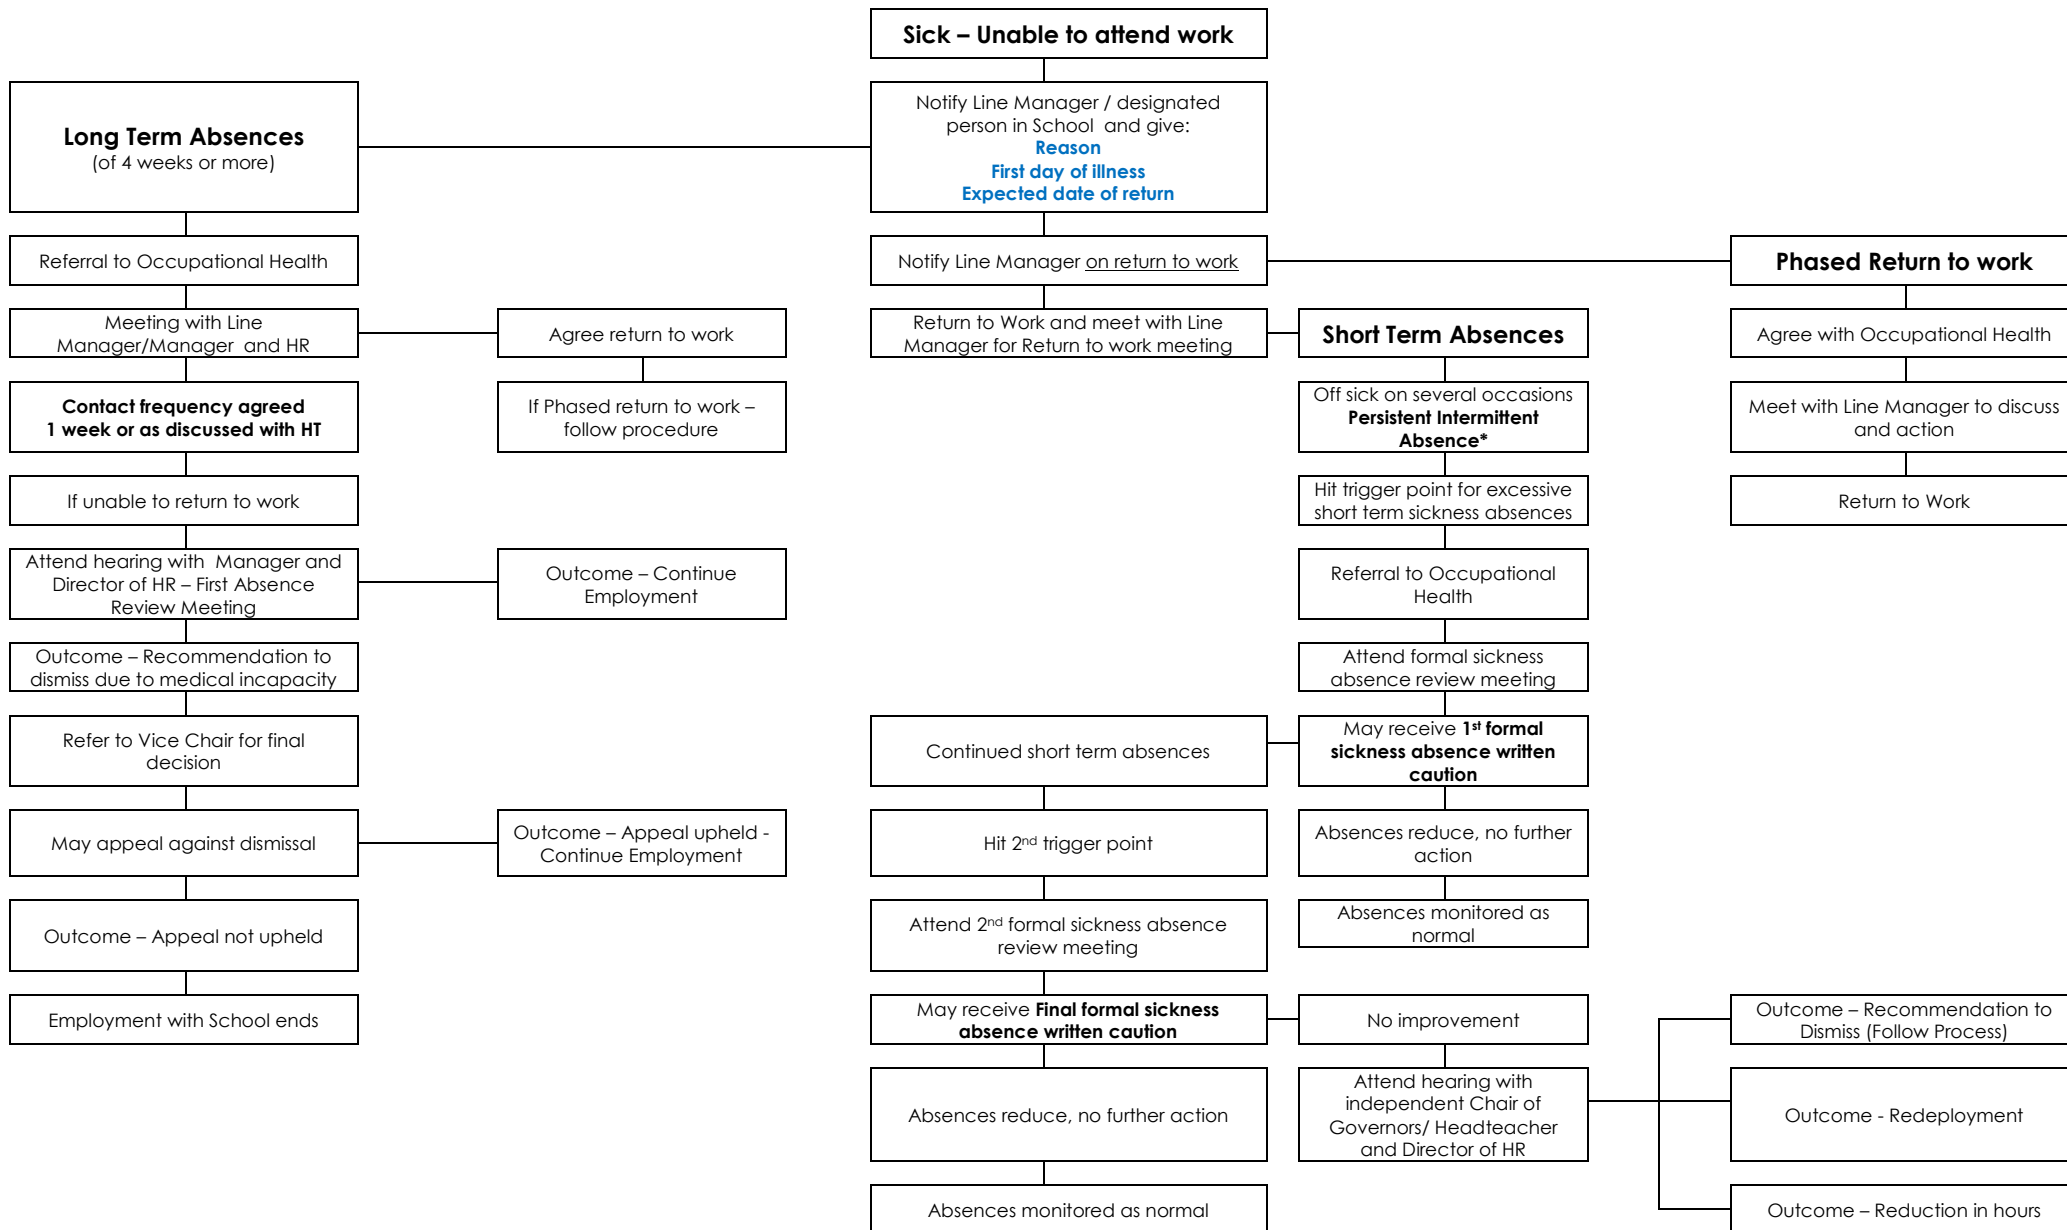 Sick – Unable to attend work
Notify Line Manager / designated
person in School and give:
Reason
First day of illness
Expected date of return
Long Term Absences
(of 4 weeks or more)
Referral to Occupational Health
Notify Line Manager on return to work
Phased Return to work
Meeting with Line
Manager/Manager and HR
Agree return to work
Return to Work and meet with Line
Manager for Return to work meeting
Short Term Absences
Agree with Occupational Health
Contact frequency agreed
1 week or as discussed with HT
If Phased return to work –
follow procedure
Off sick on several occasions
Persistent Intermittent
Absence*
Meet with Line Manager to discuss
and action
If unable to return to work
Hit trigger point for excessive
short term sickness absences
Return to Work
Attend hearing with Manager and
Director of HR – First Absence
Review Meeting
Outcome – Continue
Employment
Referral to Occupational
Health
Outcome – Recommendation to
dismiss due to medical incapacity
Attend formal sickness
absence review meeting
Refer to Vice Chair for final
decision
Continued short term absences
May receive 1st formal
sickness absence written
caution
May appeal against dismissal
Outcome – Appeal upheld -
Continue Employment
Hit 2nd trigger point
Absences reduce, no further
action
Outcome – Appeal not upheld
Attend 2nd formal sickness absence
review meeting
Absences monitored as
normal
Employment with School ends
May receive Final formal sickness
absence written caution
No improvement
Outcome – Recommendation to
Dismiss (Follow Process)
Absences reduce, no further action
Attend hearing with
independent Chair of
Governors/ Headteacher
and Director of HR
Outcome - Redeployment
Absences monitored as normal
Outcome – Reduction in hours